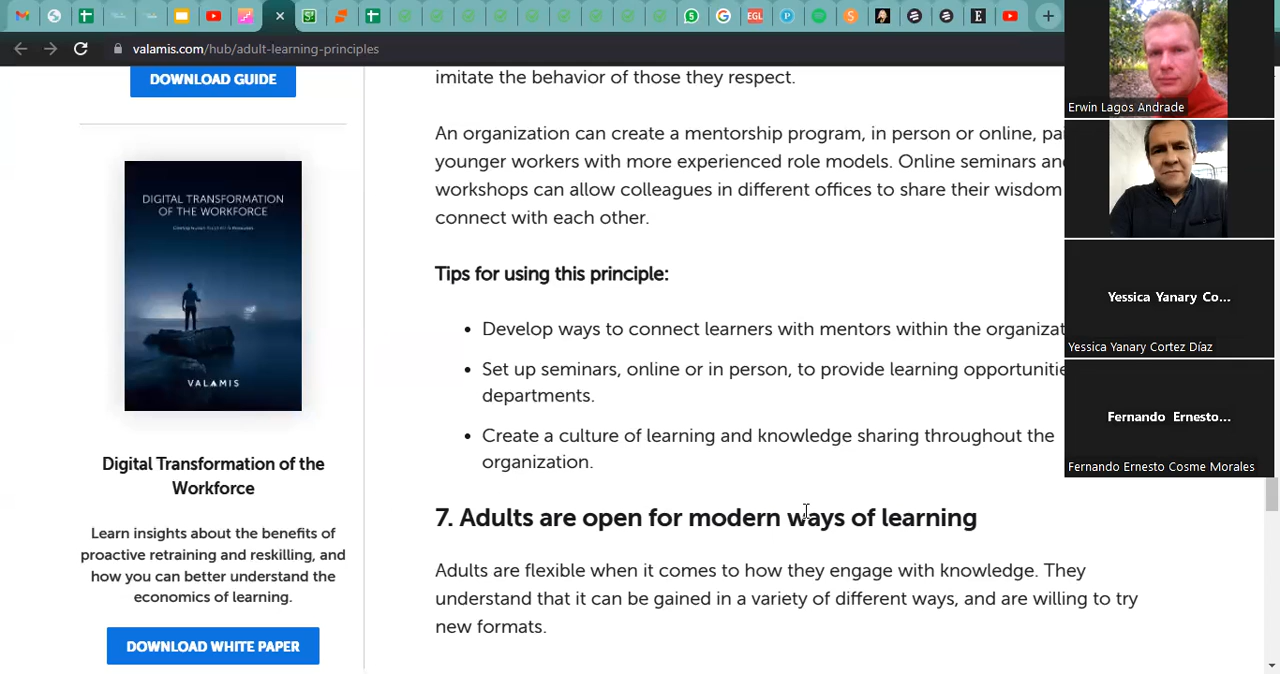 valamis.com/hub/adult-learning-principles
DOWNLOAD GUIDE
DIGITAL TRANSFORMATION
OF THE WORKFORCE
VALAMIS
Digital Transformation of the
Workforce
Learn insights about the benefits of
proactive retraining and reskilling, and
how you can better understand the
economics of learning.
DOWNLOAD WHITE PAPER
imitate the behavior of those they respect.
An organization can create a mentorship program, in person or online, pa
younger workers with more experienced role models. Online seminars an
workshops can allow colleagues in different offices to share their wisdom
connect with each other.
Tips for using this principle:
• Develop ways to connect learners with mentors within the organizat
• Set up seminars, online or in person, to provide learning opportunitie
departments.
• Create a culture of learning and knowledge sharing throughout the
organization.
7. Adults are open for modern ways of learning
Adults are flexible when it comes to how they engage with knowledge. They
understand that it can be gained in a variety of different ways, and are willing to try
new formats.
Erwin Lagos Andrade
Yessica Yanary Co...
Yessica Yanary Cortez Díaz
Fernando Ernesto...
Fernando Ernesto Cosme Morales